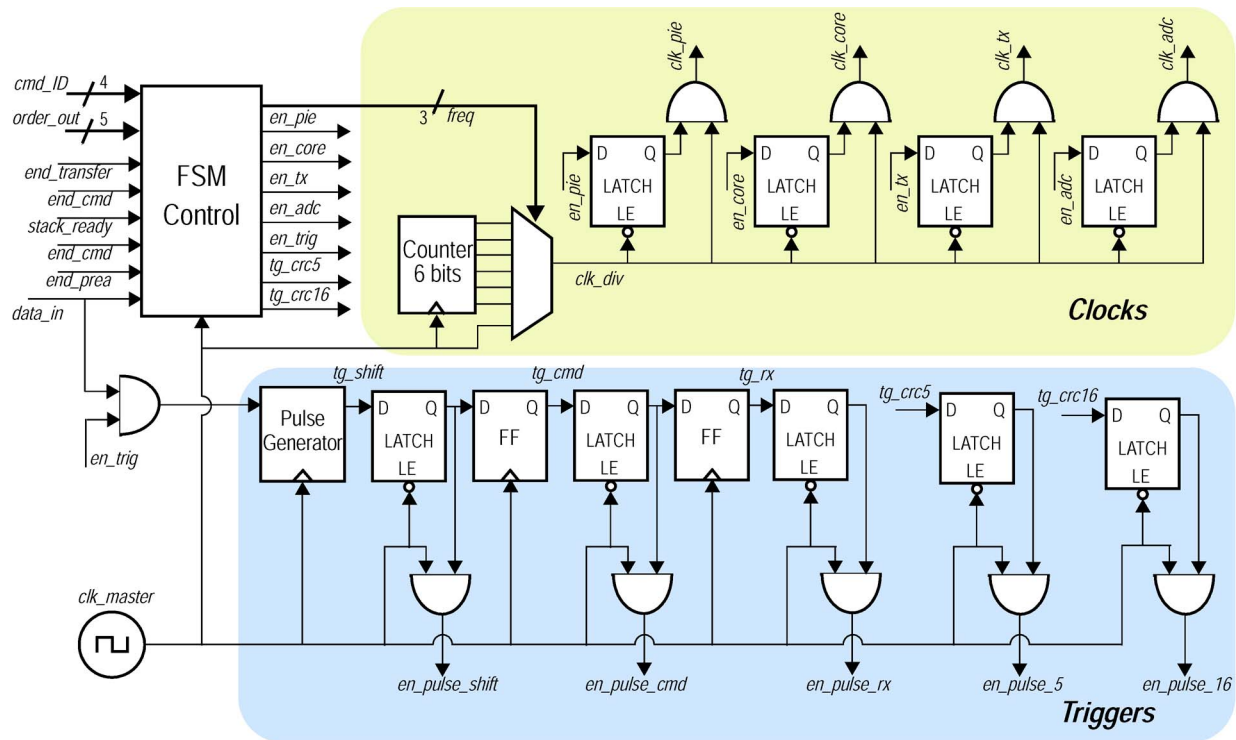 cmd_ID
4
order_out
5
end_transfer
end_cmd
stack_ready
end_cmd
end_prea
data_in
FSM
Control
3
freq
en_pie
en_core
en_tx
en_adc
en_trig
tg_crc5
tg_crc16
Counter
6 bits
clk_div
clk_pie
clk_core
clk_tx
clk_adc
en_pie
D Q
LATCH
LE
en_core
D Q
LATCH
LE
en_tx
D Q
LATCH
LE
en_adc
D Q
LATCH
LE
Clocks
en_trig
Pulse
Generator
tg_shift
D Q
LATCH
LE
D Q
FF
tg_cmd
D Q
LATCH
LE
D Q
FF
tg_rx
D Q
LATCH
LE
tg_crc5
D Q
LATCH
LE
tg_crc16
D Q
LATCH
LE
clk_master
en_pulse_shift
en_pulse_cmd
en_pulse_rx
en_pulse_5
en_pulse_16
Triggers